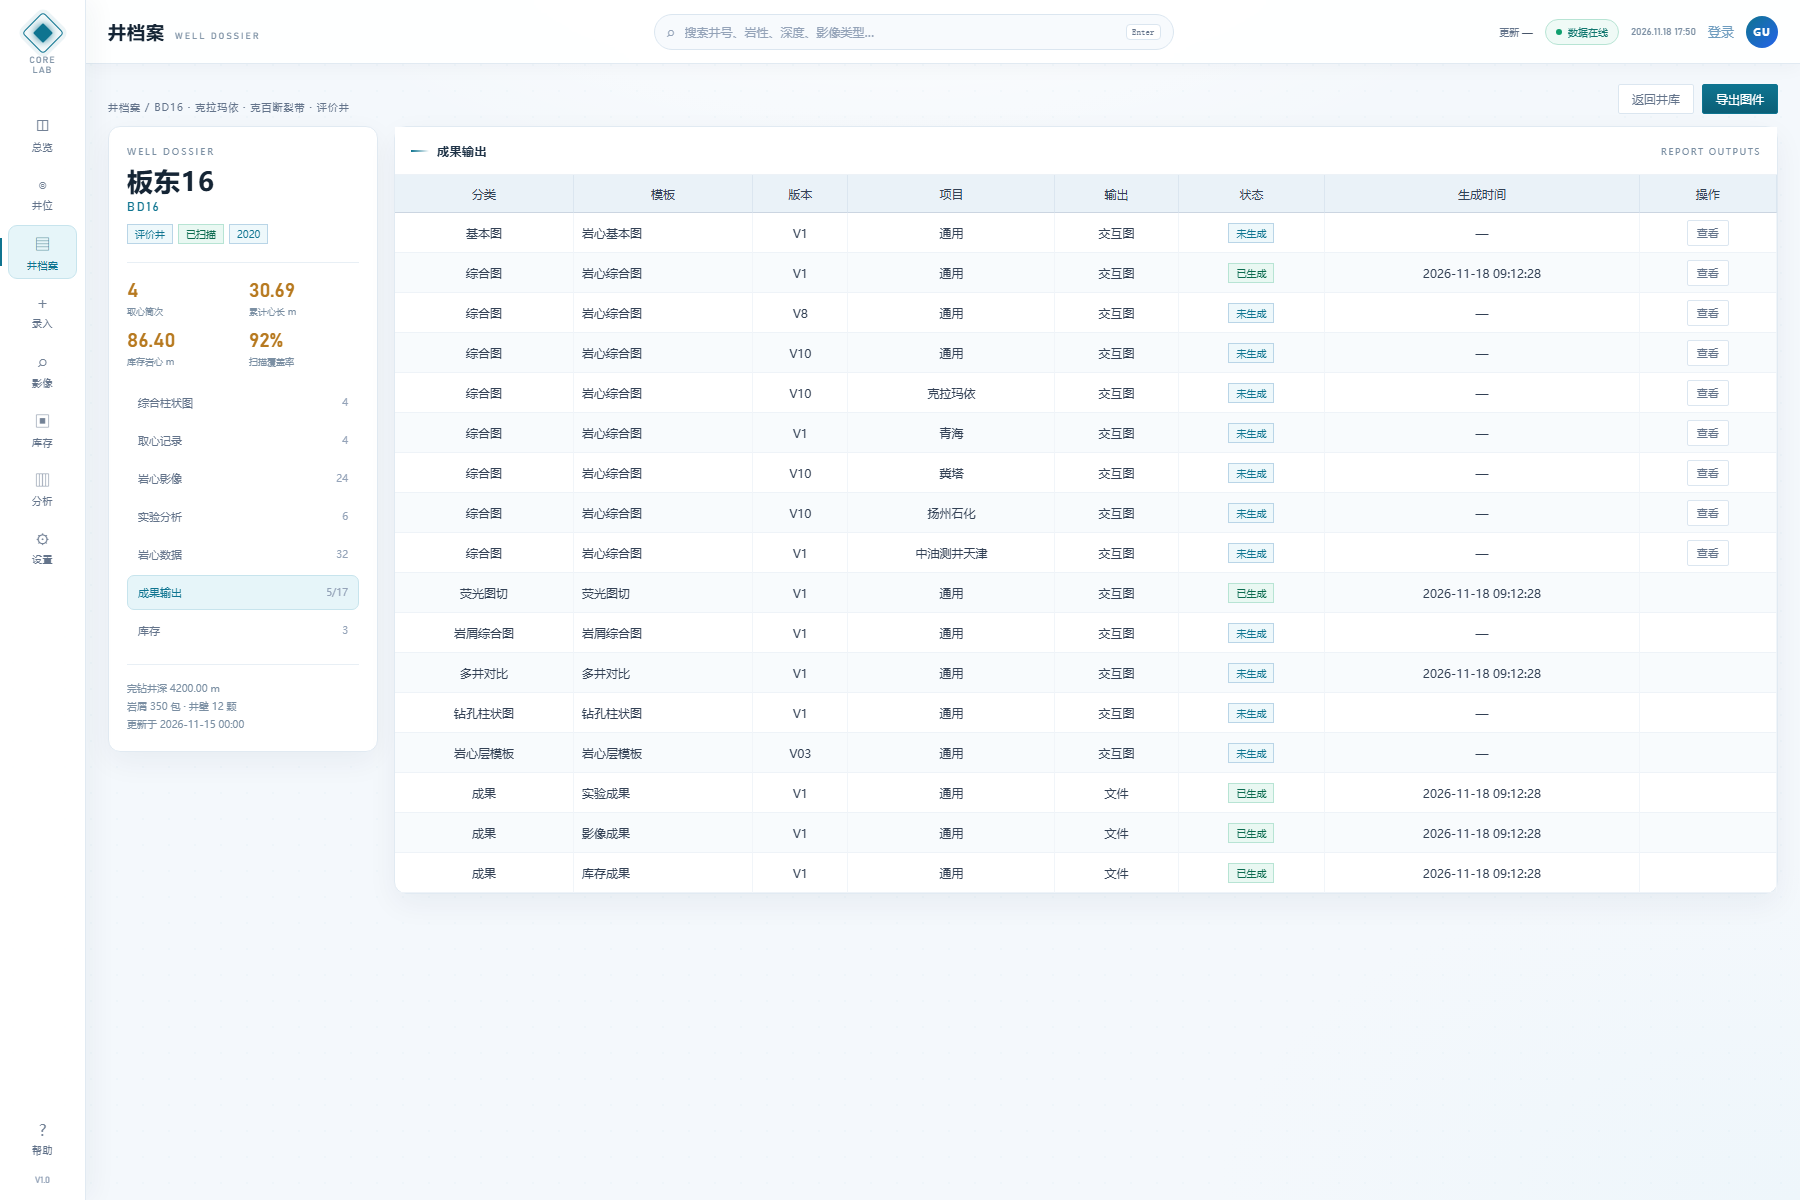 CORE
LAB
井档案 WELL DOSSIER
搜索井号、岩性、深度、影像类型... Enter
更新 — 数据在线 2026.11.18 17:50 登录 GU
总览
井位
井档案
录入
影像
库存
分析
设置
? 帮助
V1.0
井档案 / BD16 · 克拉玛依 · 克百断裂带 · 评价井
返回井库 导出图件
WELL DOSSIER
板东16
BD16
评价井 已扫描 2020
4 30.69
取心筒次 累计心长 m
86.40 92%
库存岩心 m 扫描覆盖率
综合柱状图 4
取心记录 4
岩心影像 24
实验分析 6
岩心数据 32
成果输出 5/17
库存 3
完钻井深 4200.00 m
岩屑 350 包 · 井壁 12 颗
更新于 2026-11-15 00:00
成果输出 REPORT OUTPUTS
分类 模板 版本 项目 输出 状态 生成时间 操作
基本图 岩心基本图 V1 通用 交互图 未生成 — 查看
综合图 岩心综合图 V1 通用 交互图 已生成 2026-11-18 09:12:28 查看
综合图 岩心综合图 V8 通用 交互图 未生成 — 查看
综合图 岩心综合图 V10 通用 交互图 未生成 — 查看
综合图 岩心综合图 V10 克拉玛依 交互图 未生成 — 查看
综合图 岩心综合图 V1 青海 交互图 未生成 — 查看
综合图 岩心综合图 V10 冀塔 交互图 未生成 — 查看
综合图 岩心综合图 V10 扬州石化 交互图 未生成 — 查看
综合图 岩心综合图 V1 中油测井天津 交互图 未生成 — 查看
荧光图切 荧光图切 V1 通用 交互图 已生成 2026-11-18 09:12:28
岩屑综合图 岩屑综合图 V1 通用 交互图 未生成 —
多井对比 多井对比 V1 通用 交互图 未生成 2026-11-18 09:12:28
钻孔柱状图 钻孔柱状图 V1 通用 交互图 未生成 —
岩心层模板 岩心层模板 V03 通用 交互图 未生成 —
成果 实验成果 V1 通用 文件 已生成 2026-11-18 09:12:28
成果 影像成果 V1 通用 文件 已生成 2026-11-18 09:12:28
成果 库存成果 V1 通用 文件 已生成 2026-11-18 09:12:28